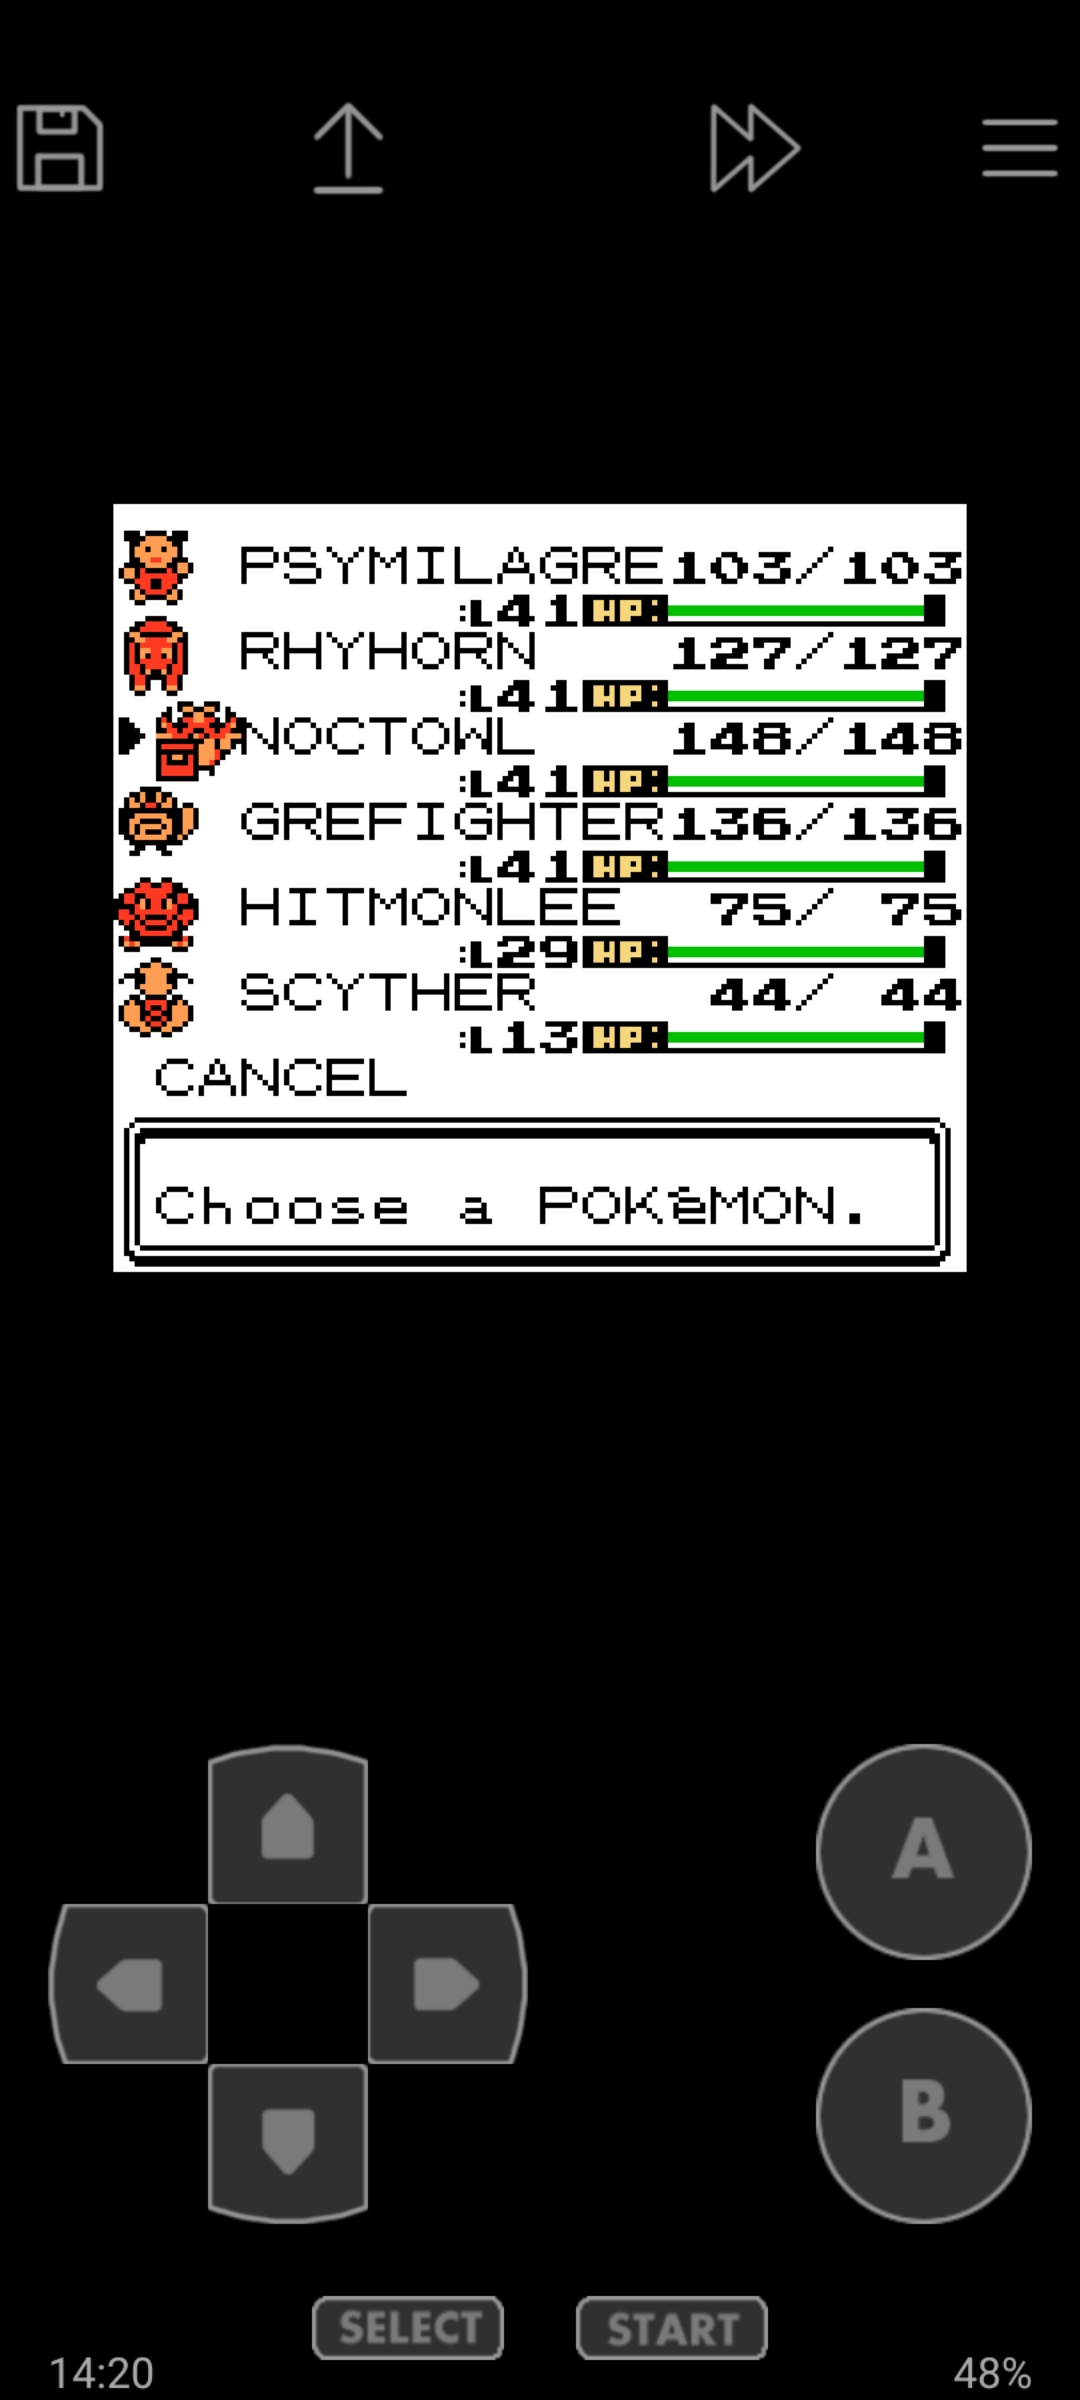 PSYMILAGRE 103/103
:L41 HP:
RHYHORN 127/127
:L41 HP:
NOCTOWL 148/148
:L41 HP:
GREFIGHTER 136/136
:L41 HP:
HITMONLEE 75/ 75
:L29 HP:
SCYTHER 44/ 44
:L13 HP:
CANCEL
Choose a POKéMON.
A
B
SELECT START
14:20 48%